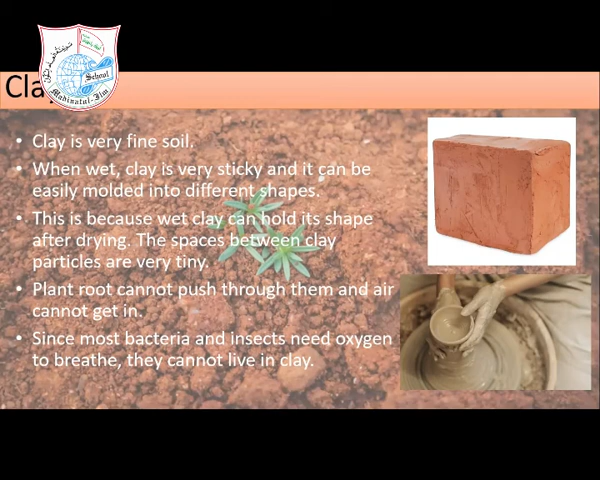 Clay
School
Madinatul-Ilm
• Clay is very fine soil.
• When wet, clay is very sticky and it can be
easily molded into different shapes.
• This is because wet clay can hold its shape
after drying. The spaces between clay
particles are very tiny.
• Plant root cannot push through them and air
cannot get in.
• Since most bacteria and insects need oxygen
to breathe, they cannot live in clay.